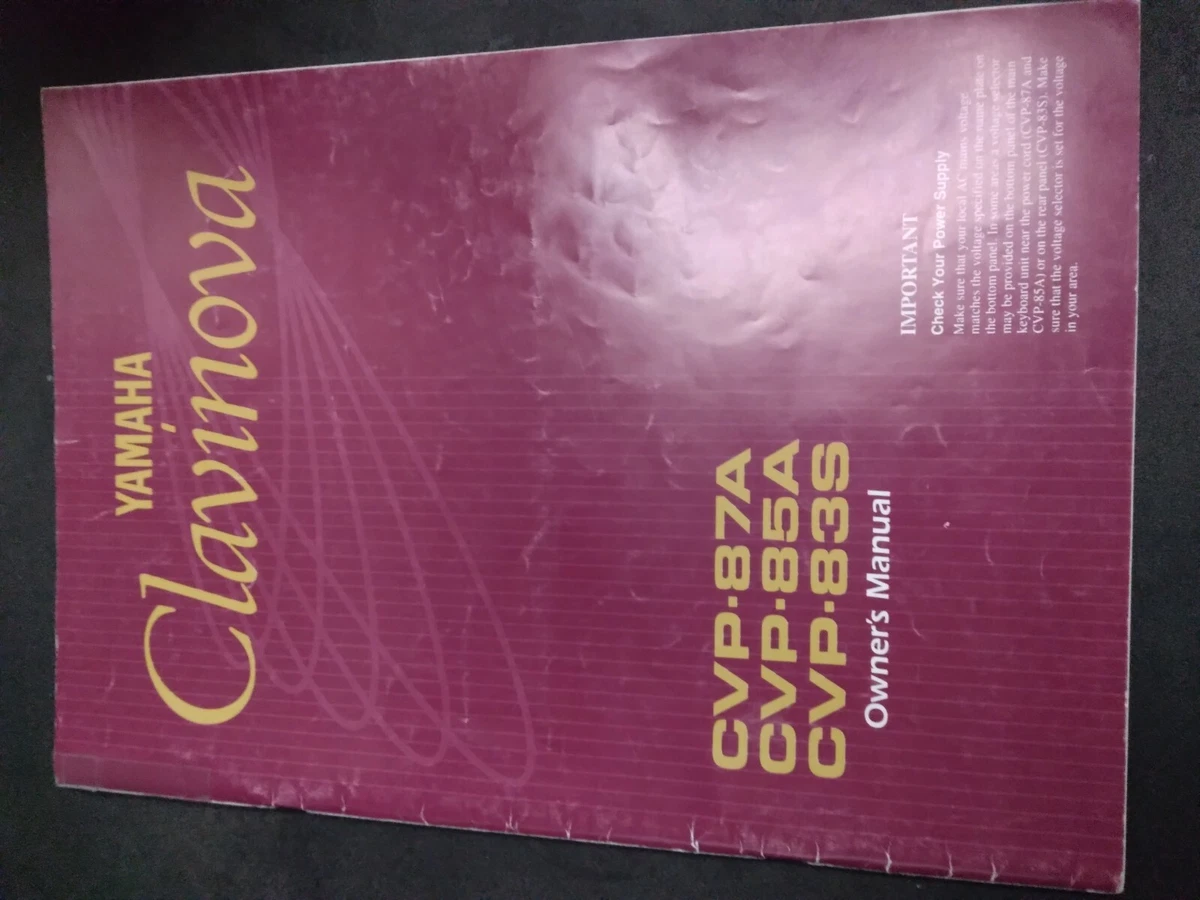 YAMAHA
Clavinova
CVP·87A
CVP·85A
CVP·83S
Owner's Manual
IMPORTANT
Check Your Power Supply
Make sure that your local AC mains voltage
matches the voltage specified on the name plate on
the bottom panel. In some areas a voltage selector
may be provided on the bottom panel of the main
keyboard unit near the power cord (CVP-87A and
CVP-85A) or on the rear panel (CVP-83S). Make
sure that the voltage selector is set for the voltage
in your area.